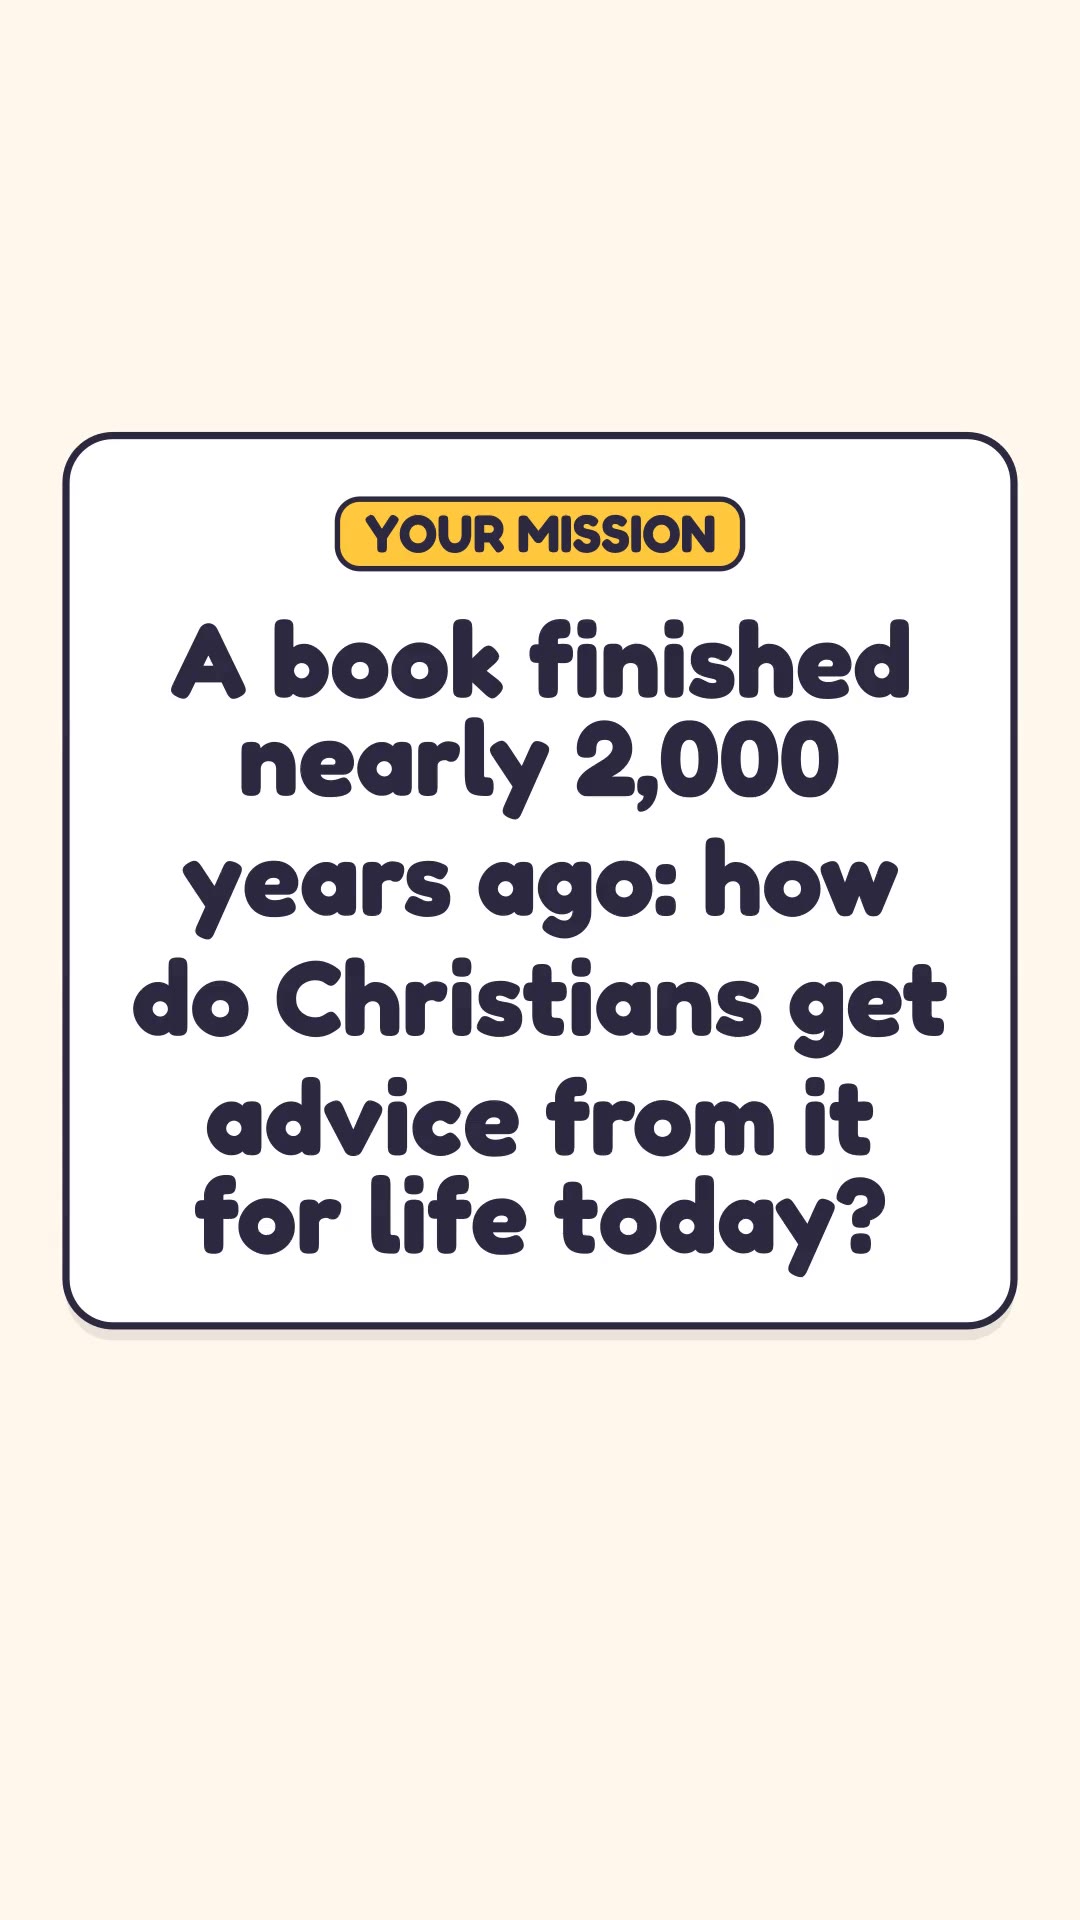 YOUR MISSION
A book finished
nearly 2,000
years ago: how
do Christians get
advice from it
for life today?